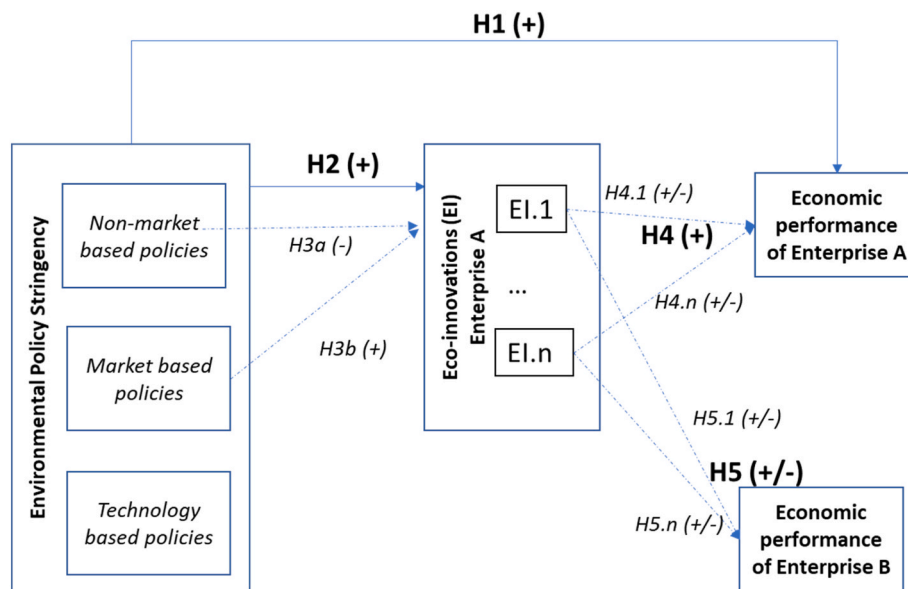 H1 (+)
Environmental Policy Stringency
Non-market
based policies
Market based
policies
Technology
based policies
H2 (+)
H3a (-)
H3b (+)
Eco-innovations (EI)
Enterprise A
EI.1
...
EI.n
H4.1 (+/-)
H4 (+)
H4.n (+/-)
H5.1 (+/-)
H5 (+/-)
H5.n (+/-)
Economic
performance
of Enterprise A
Economic
performance
of Enterprise B